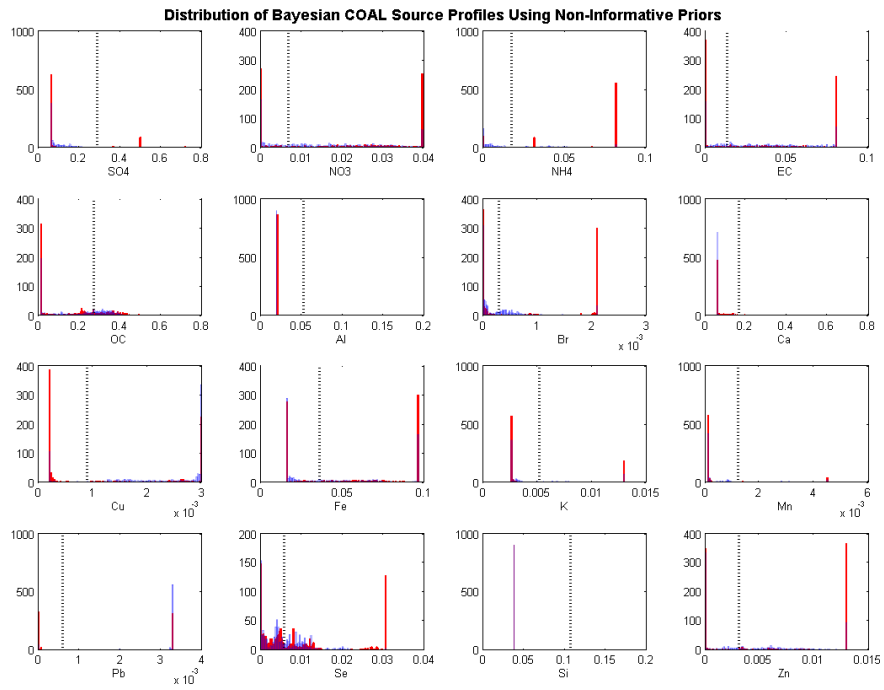 Distribution of Bayesian COAL Source Profiles Using Non-Informative Priors
1000 400 1000 400
300 300
500 200 500 200
100 100
0 0 0 0
0 0.2 0.4 0.6 0.8 0 0.01 0.02 0.03 0.04 0 0.05 0.1 0 0.05 0.1
SO4 NO3 NH4 EC
400 1000 400 1000
300 300
200 500 200 500
100 100
0 0 0 0
0 0.2 0.4 0.6 0.8 0 0.05 0.1 0.15 0.2 0 1 2 3 0 0.2 0.4 0.6 0.8
OC Al Br x 10⁻³ Ca
400 400 1000 1000
300 300
200 200 500 500
100 100
0 0 0 0
0 1 2 3 0 0.05 0.1 0 0.005 0.01 0.015 0 2 4 6
Cu x 10⁻³ Fe K Mn x 10⁻³
1000 200 1000 400
150 300
500 100 500 200
50 100
0 0 0 0
0 1 2 3 4 0 0.01 0.02 0.03 0.04 0 0.05 0.1 0.15 0.2 0 0.005 0.01 0.015
Pb x 10⁻³ Se Si Zn